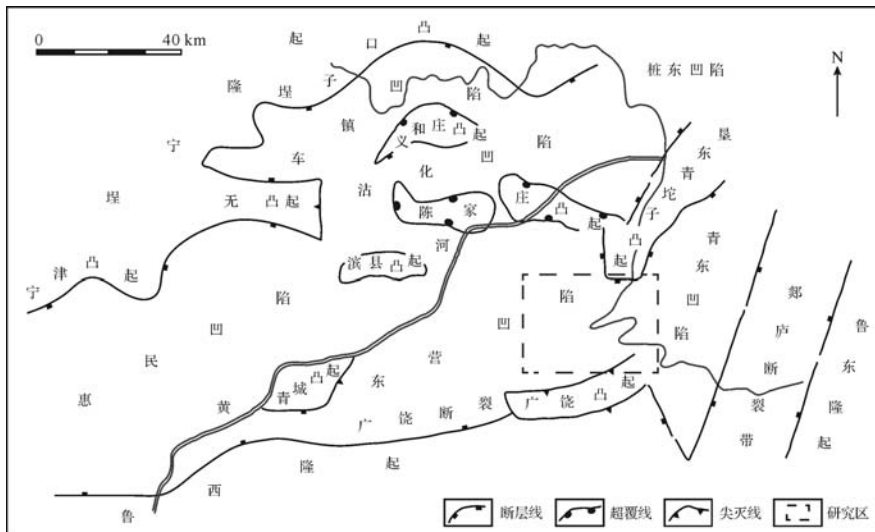 0 40 km
N
埕子口凸起
埕宁隆起
桩东凹陷
车镇凹陷
义和庄凸起
垦东青坨子凸起
无凸起
沾化凹陷
陈家庄凸起
滨县凸起
宁津凸起
惠民凹陷
东营凹陷
青东凹陷
郯庐断裂带
鲁东隆起
黄河
青城凸起
广饶断裂
广饶凸起
鲁西隆起
断层线
超覆线
尖灭线
研究区